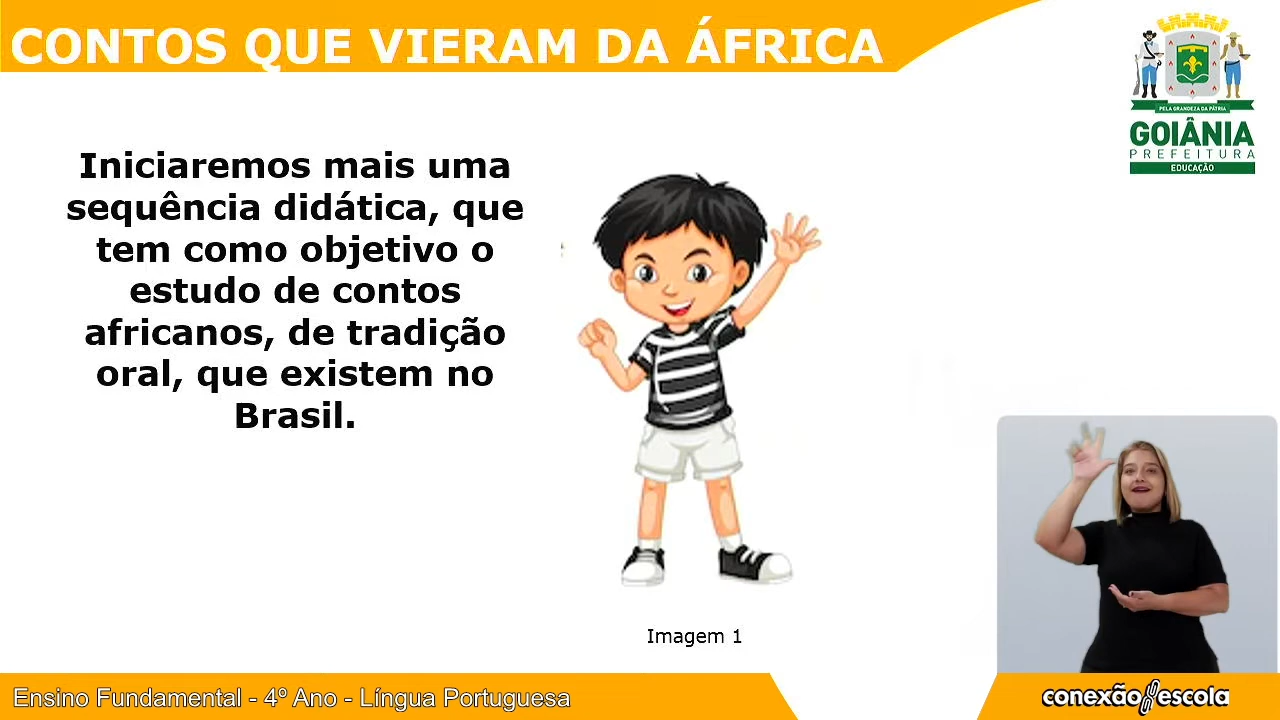 CONTOS QUE VIERAM DA ÁFRICA
PELA GRANDEZA DA PÁTRIA
GOIÂNIA
PREFEITURA
EDUCAÇÃO
Iniciaremos mais uma
sequência didática, que
tem como objetivo o
estudo de contos
africanos, de tradição
oral, que existem no
Brasil.
Imagem 1
Ensino Fundamental - 4º Ano - Língua Portuguesa
conexão escola